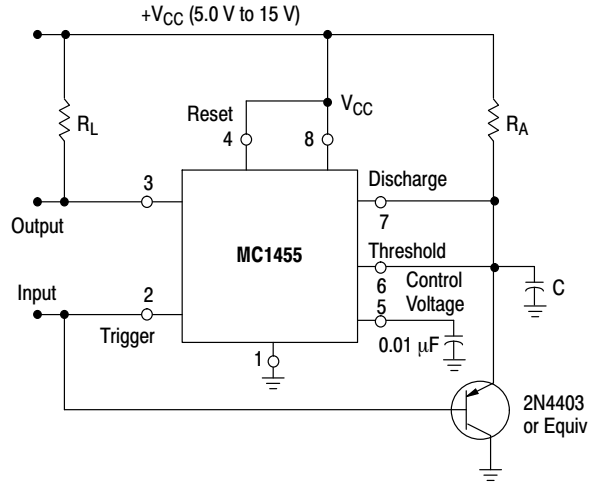 +VCC (5.0 V to 15 V)
RL
Reset
4
VCC
8
RA
3
Discharge
7
Output
MC1455
Threshold
6
Control
Voltage
5
C
Input
2
Trigger
0.01 μF
1
2N4403
or Equiv